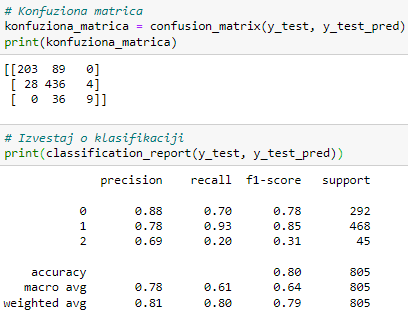 # Konfuziona matrica
konfuziona_matrica = confusion_matrix(y_test, y_test_pred)
print(konfuziona_matrica)
[[203  89   0]
 [ 28 436   4]
 [  0  36   9]]
# Izvestaj o klasifikaciji
print(classification_report(y_test, y_test_pred))
precision    recall  f1-score   support
0       0.88      0.70      0.78       292
1       0.78      0.93      0.85       468
2       0.69      0.20      0.31        45
accuracy                           0.80       805
macro avg       0.78      0.61      0.64       805
weighted avg       0.81      0.80      0.79       805